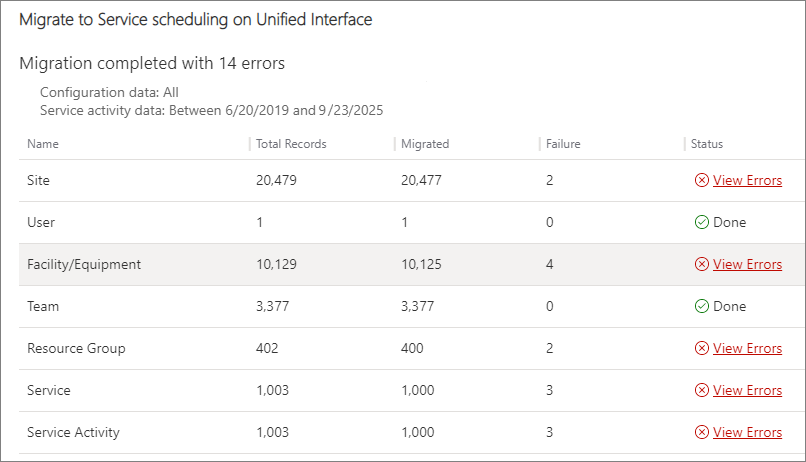 Migrate to Service scheduling on Unified Interface
Migration completed with 14 errors
Configuration data: All
Service activity data: Between 6/20/2019 and 9/23/2025
Name Total Records Migrated Failure Status
Site 20,479 20,477 2 View Errors
User 1 1 0 Done
Facility/Equipment 10,129 10,125 4 View Errors
Team 3,377 3,377 0 Done
Resource Group 402 400 2 View Errors
Service 1,003 1,000 3 View Errors
Service Activity 1,003 1,000 3 View Errors